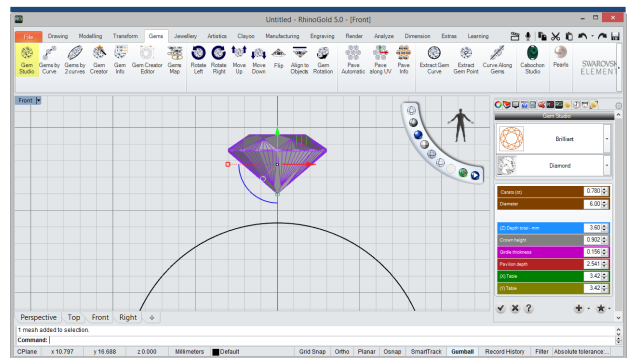 Untitled - RhinoGold 5.0 - [Front]
File Drawing Modelling Transform Gems Jewellery Artistics Clayoo Manufacturing Engraving Render Analyze Dimension Extras Learning
Gem Studio
Gems by Curve
Gems by 2 curves
Gem Creator
Gem Info
Gem Creator Editor
Gems Map
Rotate Left
Rotate Right
Move Up
Move Down
Flip
Align to Objects
Gem Rotation
Pave Automatic
Pave along UV
Pave Info
Extract Gem Curve
Extract Gem Point
Curve Along Gems
Cabochon Studio
Pearls
SWAROVSK
ELEMENT
Front
Gem Studio
Brilliant
Diamond
Carats (ct) 0.780
Diameter 6.00
(Z) Depth total - mm 3.60
Crown height 0.902
Girdle thickness 0.156
Pavilion depth 2.541
(X) Table 3.42
(Y) Table 3.42
Perspective Top Front Right
1 mesh added to selection.
Command:
CPlane x 10.797 y 16.688 z 0.000 Millimeters Default Grid Snap Ortho Planar Osnap SmartTrack Gumball Record History Filter Absolute tolerance:...